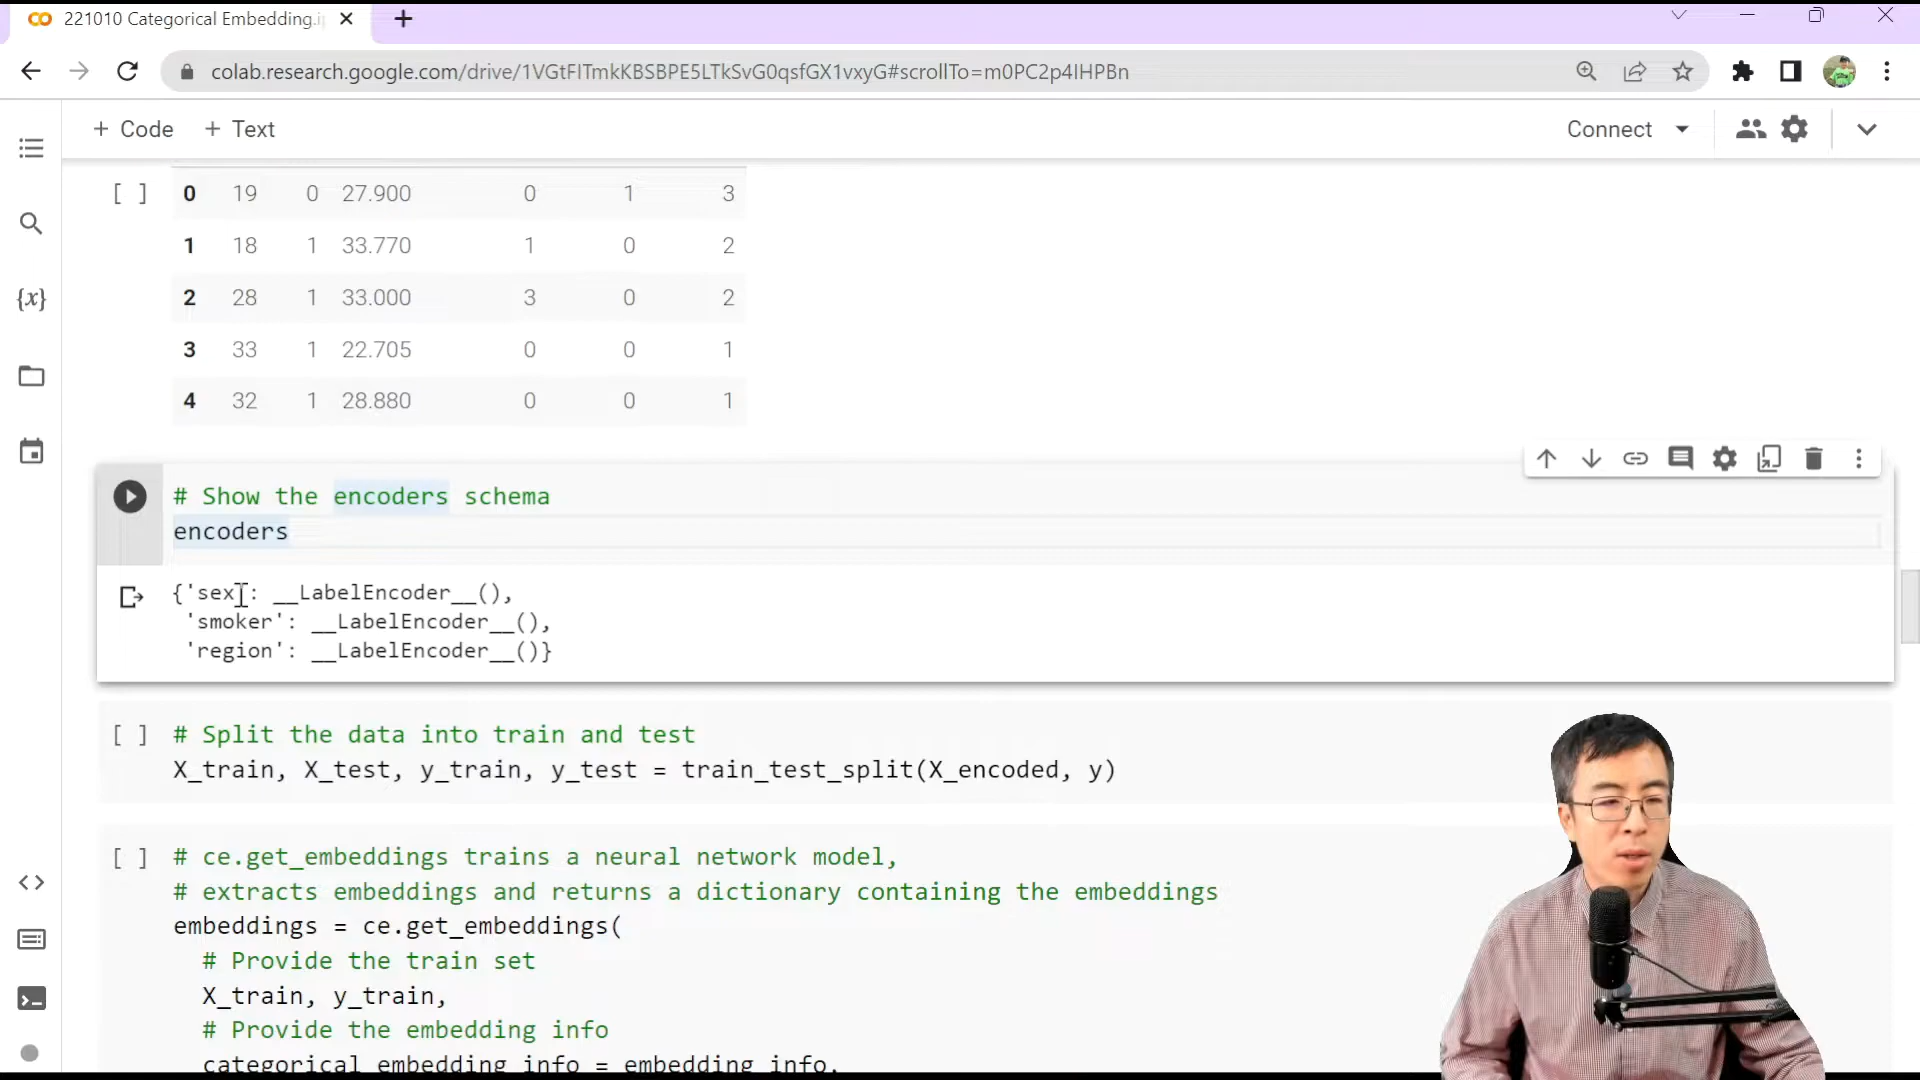 221010 Categorical Embedding.i
colab.research.google.com/drive/1VGtFITmkKBSBPE5LTkSvG0qsfGX1vxyG#scrollTo=m0PC2p4IHPBn
+ Code + Text Connect
[ ] 0 19 0 27.900 0 1 3
1 18 1 33.770 1 0 2
2 28 1 33.000 3 0 2
3 33 1 22.705 0 0 1
4 32 1 28.880 0 0 1
# Show the encoders schema
encoders
{'sex': __LabelEncoder__(),
'smoker': __LabelEncoder__(),
'region': __LabelEncoder__()}
[ ] # Split the data into train and test
X_train, X_test, y_train, y_test = train_test_split(X_encoded, y)
[ ] # ce.get_embeddings trains a neural network model,
# extracts embeddings and returns a dictionary containing the embeddings
embeddings = ce.get_embeddings(
# Provide the train set
X_train, y_train,
# Provide the embedding info
categorical_embedding_info = embedding_info,